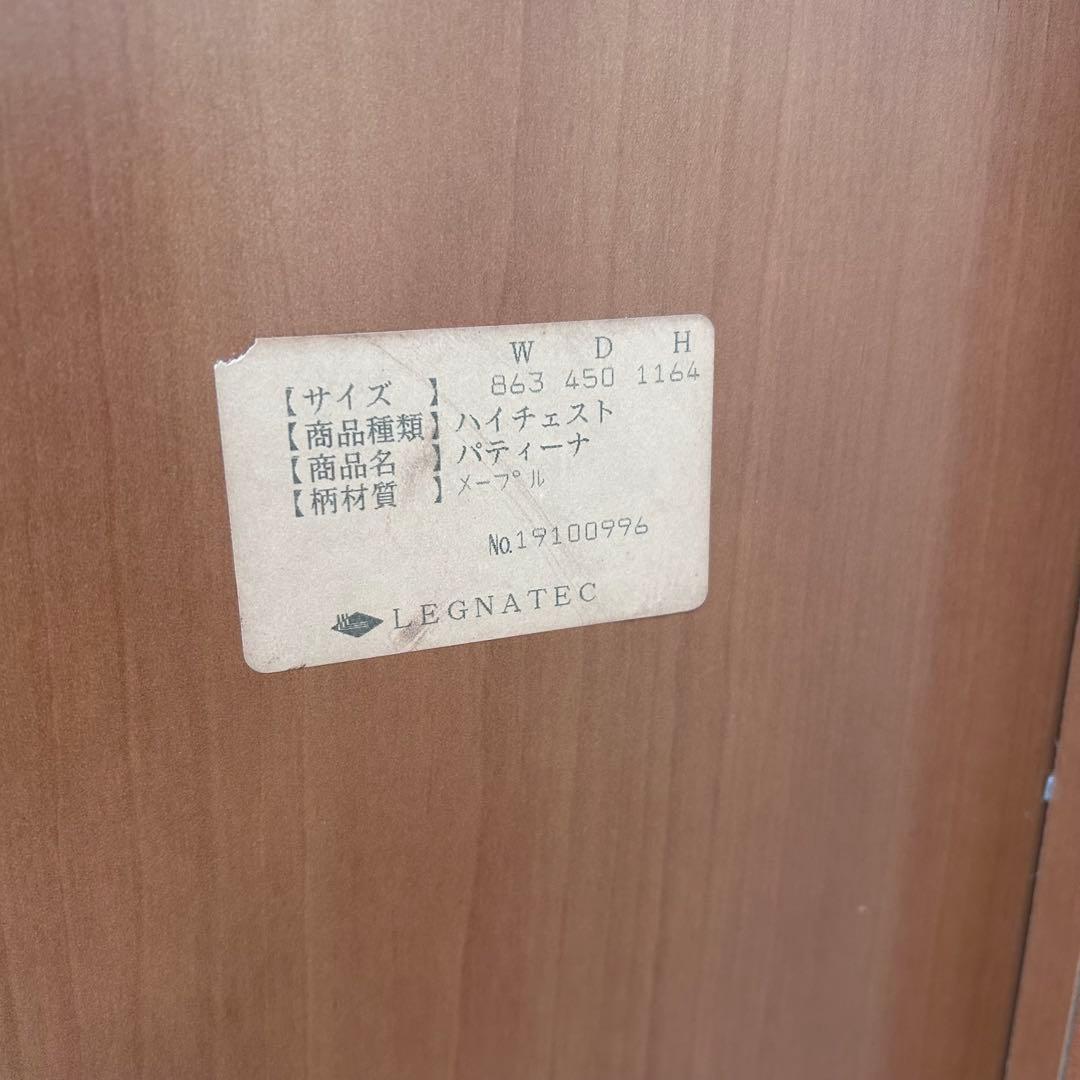 W D H
【サイズ 】 863 450 1164
【商品種類】ハイチェスト
【商品名 】パティーナ
【柄材質 】メープル
No.19100996
LEGNATEC